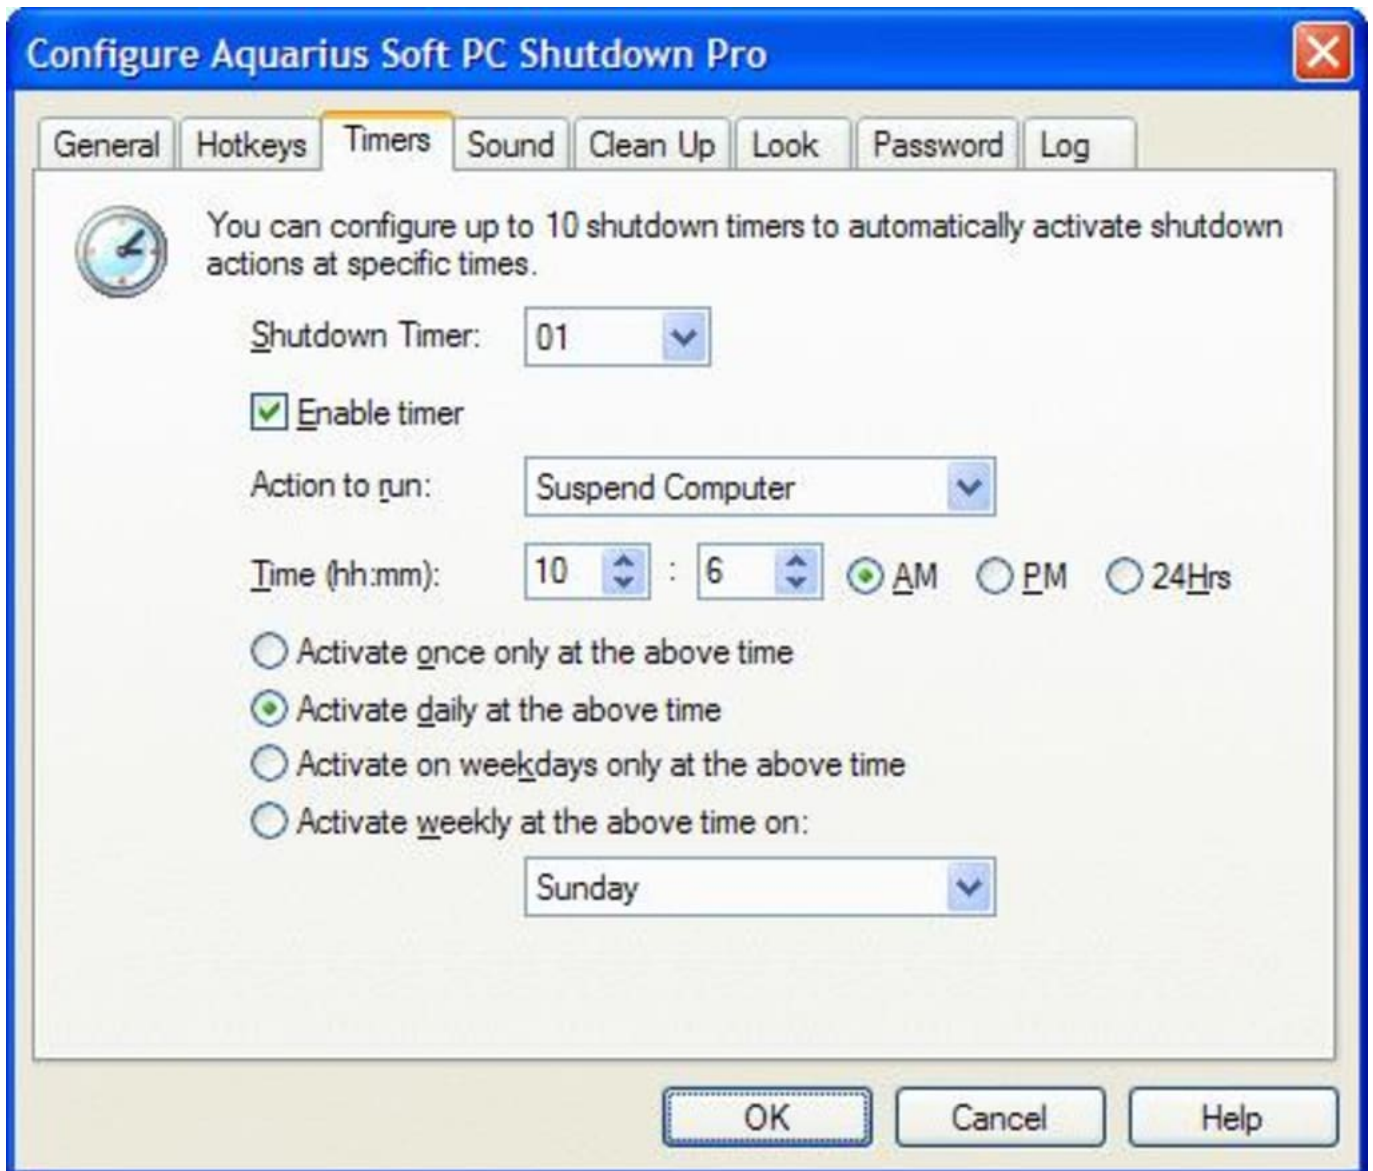 Configure Aquarius Soft PC Shutdown Pro
General Hotkeys Timers Sound Clean Up Look Password Log
You can configure up to 10 shutdown timers to automatically activate shutdown
actions at specific times.
Shutdown Timer: 01
Enable timer
Action to run: Suspend Computer
Time (hh:mm): 10 : 6 AM PM 24Hrs
Activate once only at the above time
Activate daily at the above time
Activate on weekdays only at the above time
Activate weekly at the above time on:
Sunday
OK Cancel Help